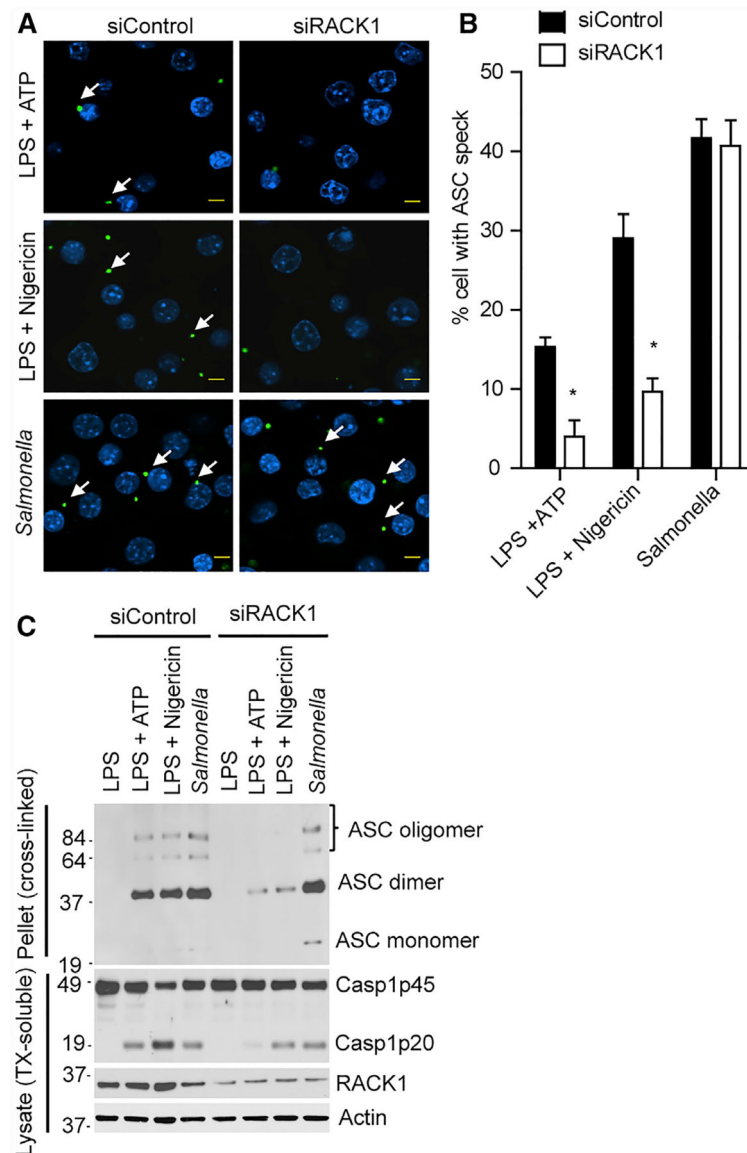 A
siControl
siRACK1
LPS + ATP
LPS + Nigericin
Salmonella
B
siControl
siRACK1
% cell with ASC speck
50
40
30
20
10
0
*
*
LPS +ATP
LPS + Nigericin
Salmonella
C
siControl
siRACK1
LPS
LPS + ATP
LPS + Nigericin
Salmonella
LPS
LPS + ATP
LPS + Nigericin
Salmonella
Pellet (cross-linked)
84 -
64 -
37 -
19 -
ASC oligomer
ASC dimer
ASC monomer
Lysate (TX-soluble)
49 -
19 -
37 -
37 -
Casp1p45
Casp1p20
RACK1
Actin